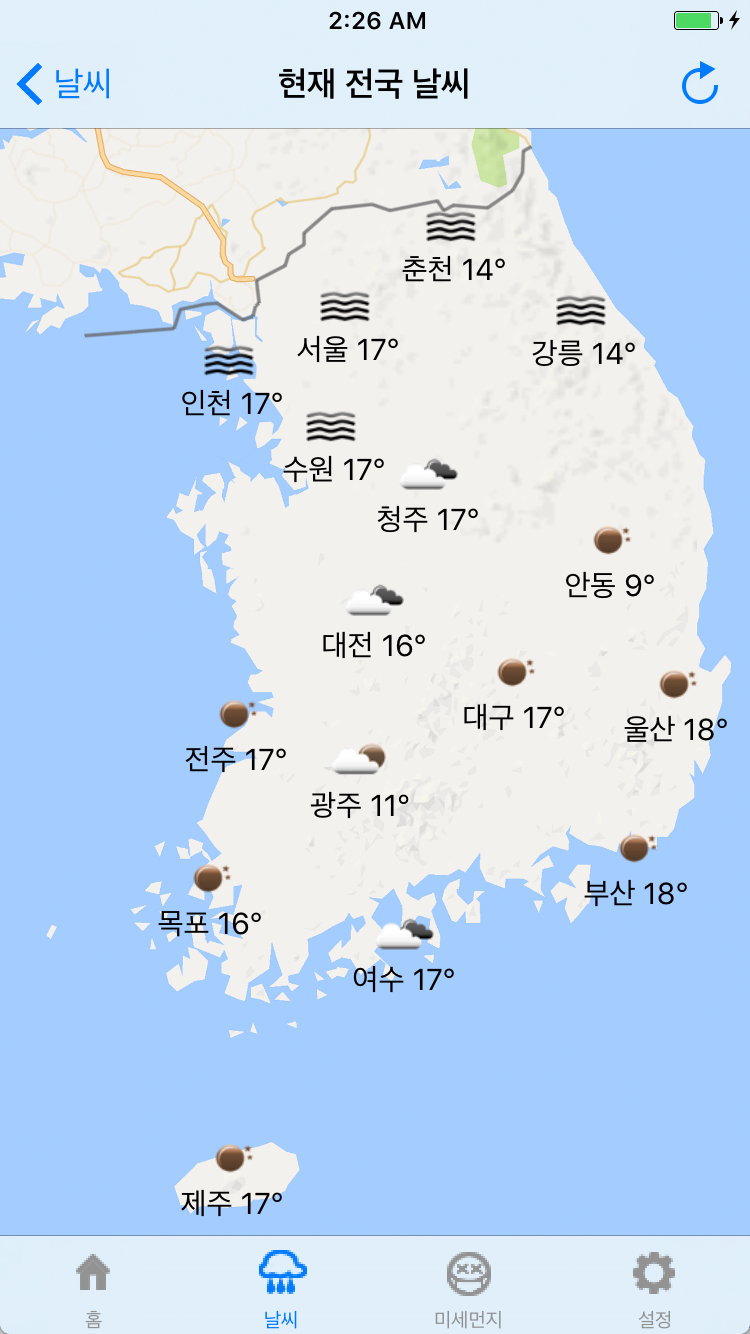 2:26 AM
날씨
현재 전국 날씨
춘천 14°
서울 17°
강릉 14°
인천 17°
수원 17°
청주 17°
안동 9°
대전 16°
대구 17°
울산 18°
전주 17°
광주 11°
부산 18°
목포 16°
여수 17°
제주 17°
홈
날씨
미세먼지
설정